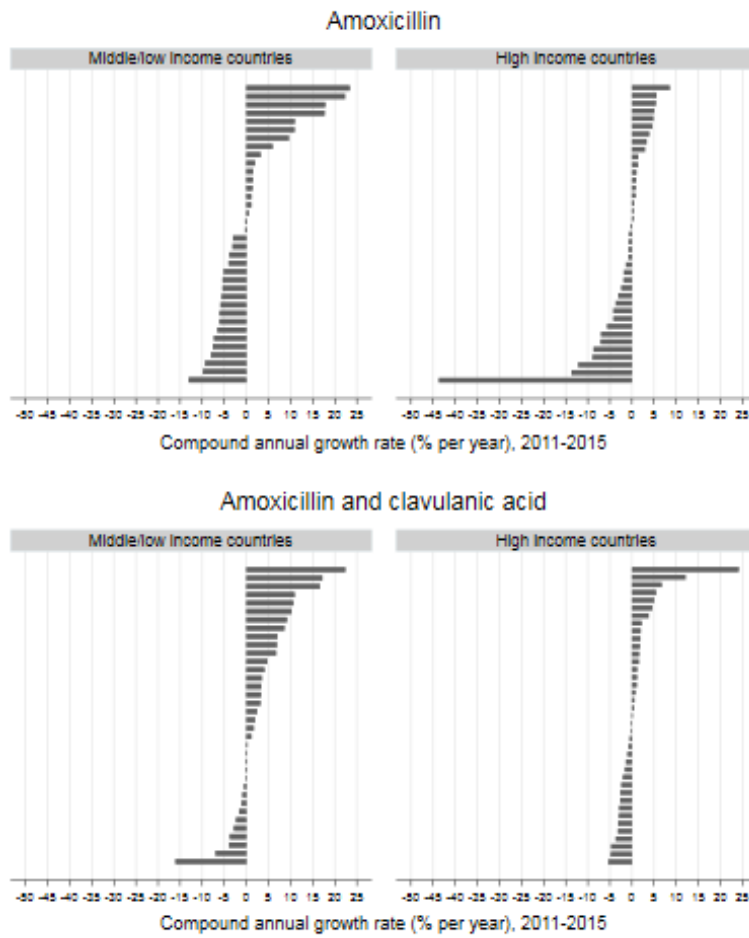 Amoxicillin
Middle/low income countries High income countries
-50 -45 -40 -35 -30 -25 -20 -15 -10 -5 0 5 10 15 20 25 -50 -45 -40 -35 -30 -25 -20 -15 -10 -5 0 5 10 15 20 25
Compound annual growth rate (% per year), 2011-2015
Amoxicillin and clavulanic acid
Middle/low income countries High income countries
-50 -45 -40 -35 -30 -25 -20 -15 -10 -5 0 5 10 15 20 25 -50 -45 -40 -35 -30 -25 -20 -15 -10 -5 0 5 10 15 20 25
Compound annual growth rate (% per year), 2011-2015